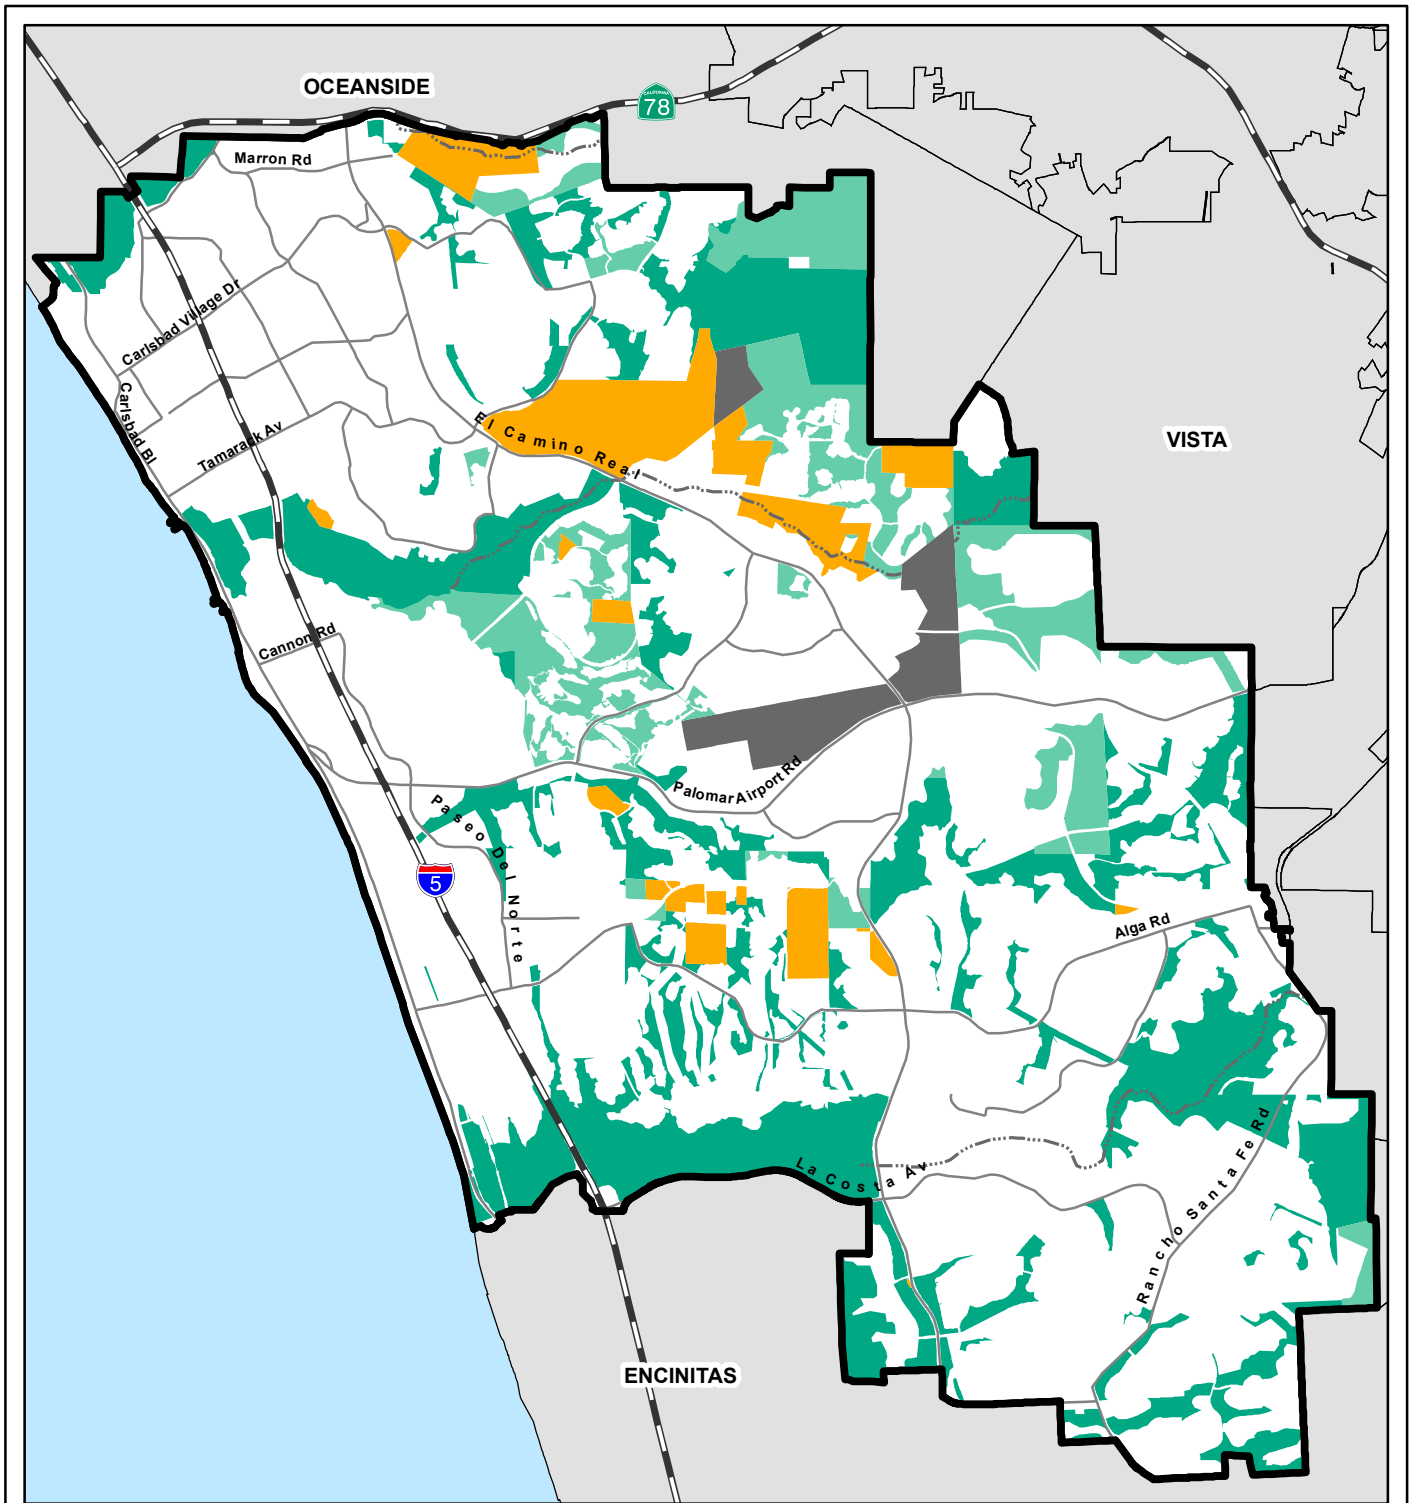 OCEANSIDE
CALIFORNIA
78
Marron Rd
Carlsbad Village Dr
Carlsbad Bl
Tamarack Av
El Camino Real
VISTA
Cannon Rd
Palomar Airport Rd
Paseo Del Norte
5
Alga Rd
La Costa Av
Rancho Santa Fe Rd
ENCINITAS